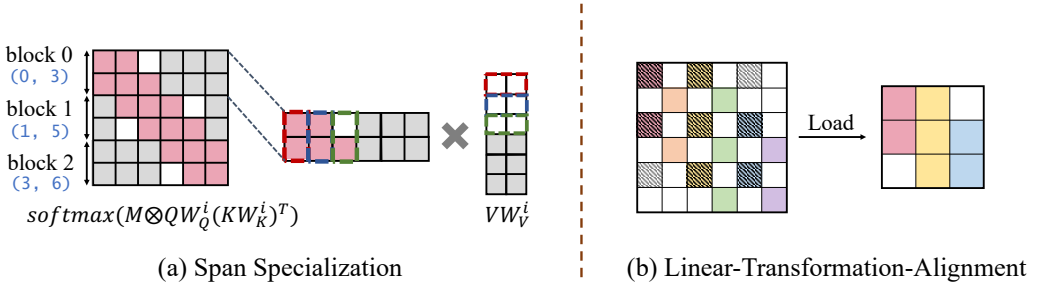 block 0
(0, 3)
block 1
(1, 5)
block 2
(3, 6)
softmax(M⊗QW_Q^i(KW_K^i)^T)
VW_V^i
(a) Span Specialization
Load
(b) Linear-Transformation-Alignment